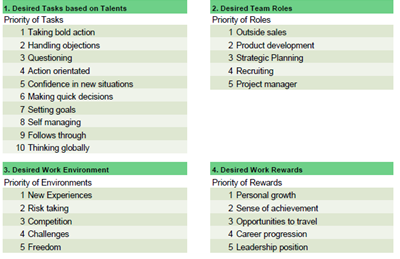 1. Desired Tasks based on Talents
Priority of Tasks
1 Taking bold action
2 Handling objections
3 Questioning
4 Action orientated
5 Confidence in new situations
6 Making quick decisions
7 Setting goals
8 Self managing
9 Follows through
10 Thinking globally
2. Desired Team Roles
Priority of Roles
1 Outside sales
2 Product development
3 Strategic Planning
4 Recruiting
5 Project manager
3. Desired Work Environment
Priority of Environments
1 New Experiences
2 Risk taking
3 Competition
4 Challenges
5 Freedom
4. Desired Work Rewards
Priority of Rewards
1 Personal growth
2 Sense of achievement
3 Opportunities to travel
4 Career progression
5 Leadership position